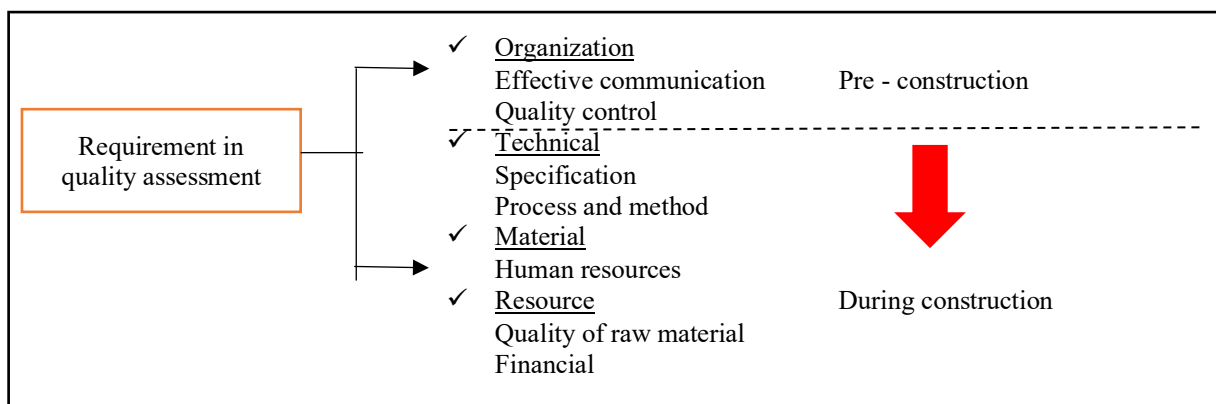 Requirement in
quality assessment
✓ Organization
Effective communication
Quality control
Pre - construction
✓ Technical
Specification
Process and method
✓ Material
Human resources
✓ Resource
Quality of raw material
Financial
During construction